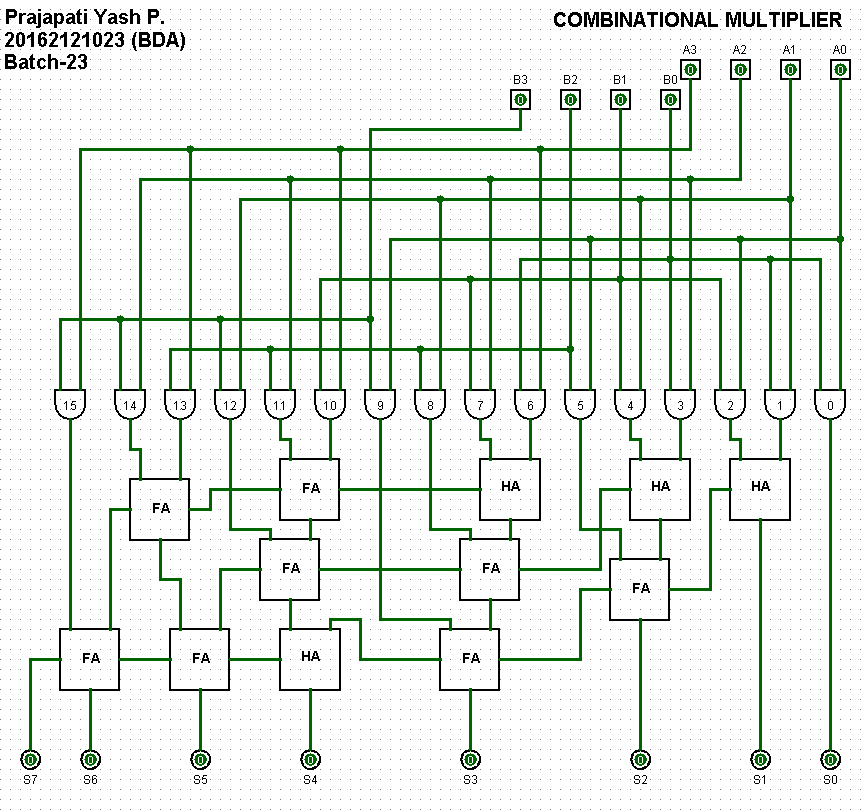 Prajapati Yash P.
20162121023 (BDA)
Batch-23
COMBINATIONAL MULTIPLIER
A3 A2 A1 A0
0 0 0 0
B3 B2 B1 B0
0 0 0 0
15 14 13 12 11 10 9 8 7 6 5 4 3 2 1 0
FA HA HA HA
FA
FA FA
FA
FA FA HA FA
0 0 0 0 0 0 0 0
S7 S6 S5 S4 S3 S2 S1 S0